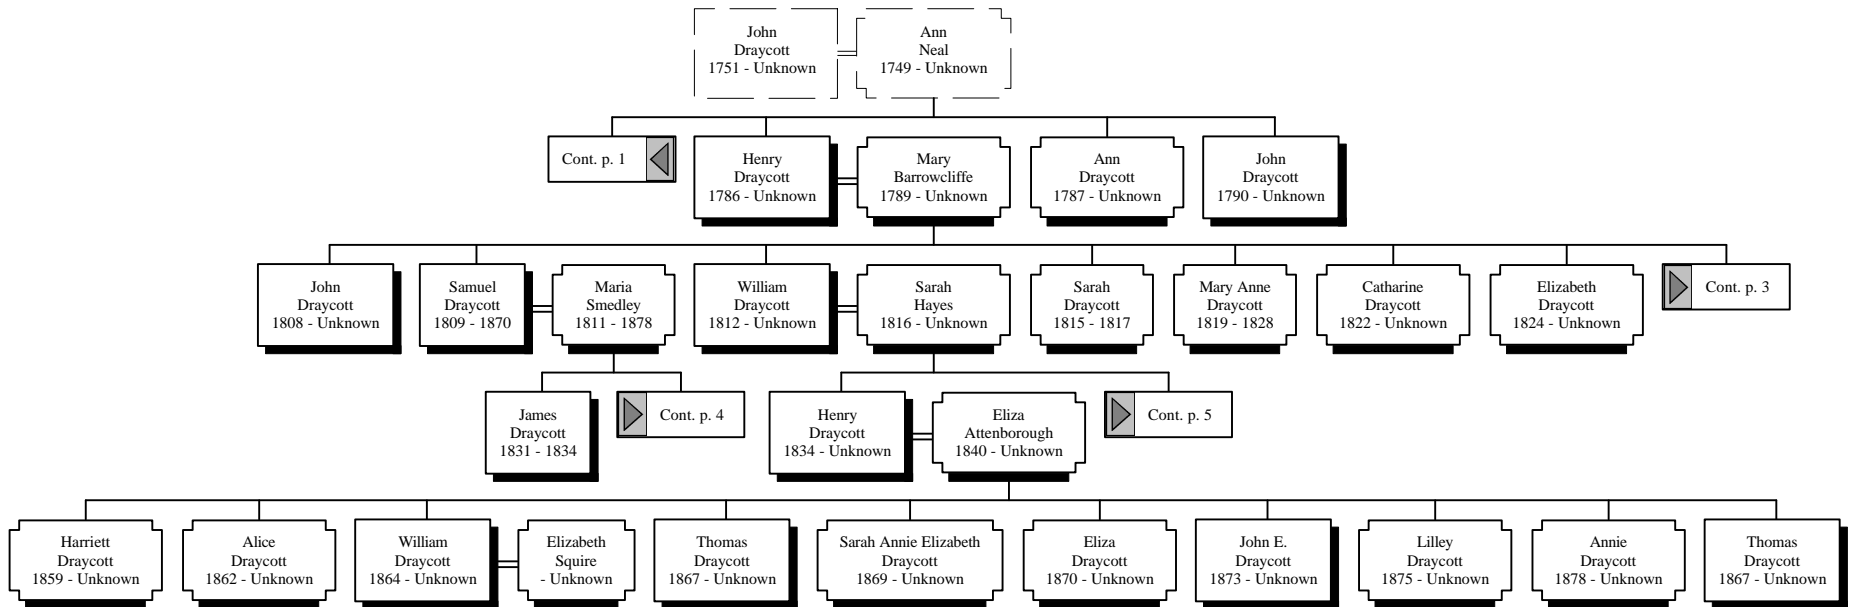 John
Draycott
1751 - Unknown
Ann
Neal
1749 - Unknown
Cont. p. 1
Henry
Draycott
1786 - Unknown
Mary
Barrowcliffe
1789 - Unknown
Ann
Draycott
1787 - Unknown
John
Draycott
1790 - Unknown
John
Draycott
1808 - Unknown
Samuel
Draycott
1809 - 1870
Maria
Smedley
1811 - 1878
William
Draycott
1812 - Unknown
Sarah
Hayes
1816 - Unknown
Sarah
Draycott
1815 - 1817
Mary Anne
Draycott
1819 - 1828
Catharine
Draycott
1822 - Unknown
Elizabeth
Draycott
1824 - Unknown
Cont. p. 3
James
Draycott
1831 - 1834
Cont. p. 4
Henry
Draycott
1834 - Unknown
Eliza
Attenborough
1840 - Unknown
Cont. p. 5
Harriett
Draycott
1859 - Unknown
Alice
Draycott
1862 - Unknown
William
Draycott
1864 - Unknown
Elizabeth
Squire
- Unknown
Thomas
Draycott
1867 - Unknown
Sarah Annie Elizabeth
Draycott
1869 - Unknown
Eliza
Draycott
1870 - Unknown
John E.
Draycott
1873 - Unknown
Lilley
Draycott
1875 - Unknown
Annie
Draycott
1878 - Unknown
Thomas
Draycott
1867 - Unknown